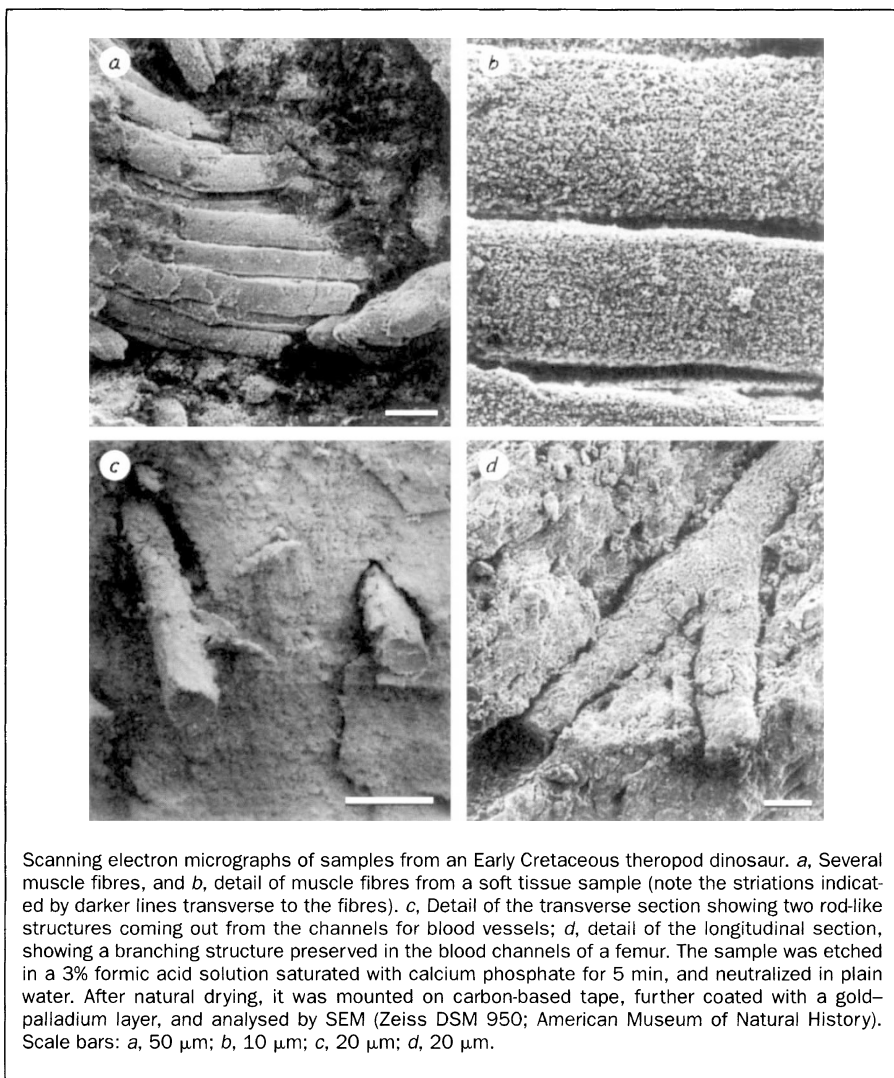 a
b
c
d
Scanning electron micrographs of samples from an Early Cretaceous theropod dinosaur. a, Several
muscle fibres, and b, detail of muscle fibres from a soft tissue sample (note the striations indicat-
ed by darker lines transverse to the fibres). c, Detail of the transverse section showing two rod-like
structures coming out from the channels for blood vessels; d, detail of the longitudinal section,
showing a branching structure preserved in the blood channels of a femur. The sample was etched
in a 3% formic acid solution saturated with calcium phosphate for 5 min, and neutralized in plain
water. After natural drying, it was mounted on carbon-based tape, further coated with a gold–
palladium layer, and analysed by SEM (Zeiss DSM 950; American Museum of Natural History).
Scale bars: a, 50 μm; b, 10 μm; c, 20 μm; d, 20 μm.